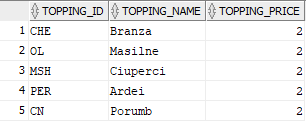 TOPPING_ID TOPPING_NAME TOPPING_PRICE
1 CHE Branza 2
2 OL Masilne 2
3 MSH Ciuperci 2
4 PER Ardei 2
5 CN Porumb 2